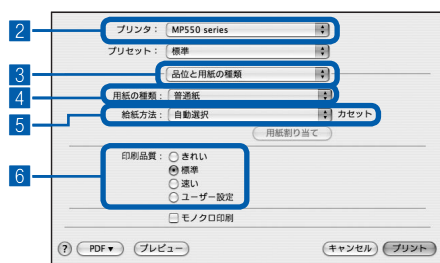 2 プリンタ： MP550 series
プリセット： 標準
3 品位と用紙の種類
4 用紙の種類： 普通紙
5 給紙方法： 自動選択 カセット
用紙割り当て
6 印刷品質： きれい
標準
速い
ユーザー設定
モノクロ印刷
? PDF▼ プレビュー キャンセル プリント